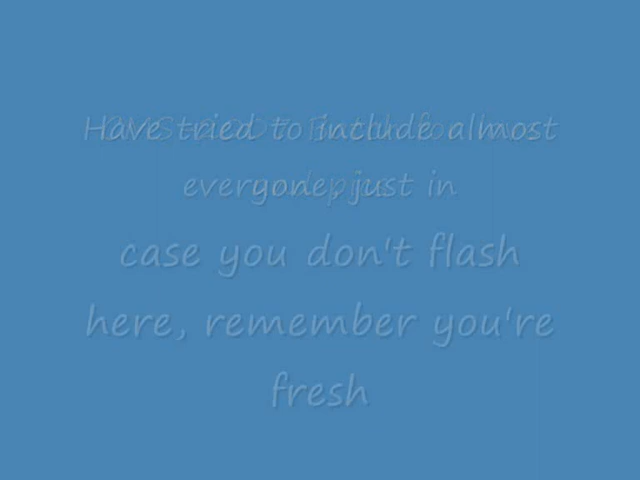 Have tried to include almost
everyone, just in
case you don't flash
here, remember you're
fresh